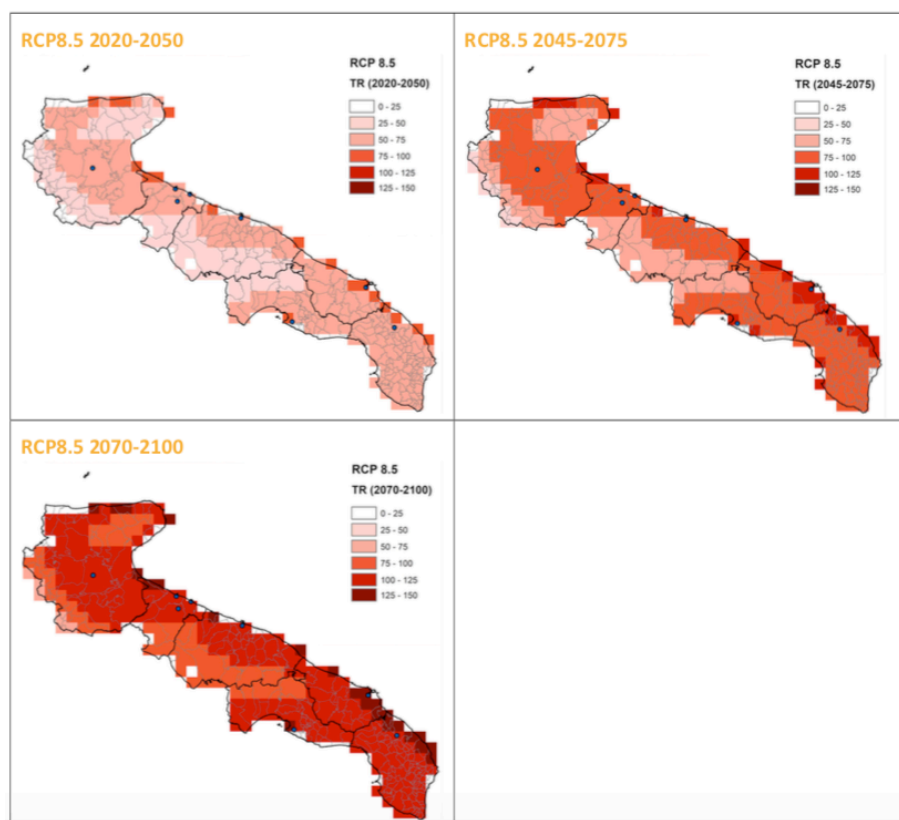 RCP8.5 2020-2050
RCP 8.5
TR (2020-2050)
0 - 25
25 - 50
50 - 75
75 - 100
100 - 125
125 - 150
RCP8.5 2045-2075
RCP 8.5
TR (2045-2075)
0 - 25
25 - 50
50 - 75
75 - 100
100 - 125
125 - 150
RCP8.5 2070-2100
RCP 8.5
TR (2070-2100)
0 - 25
25 - 50
50 - 75
75 - 100
100 - 125
125 - 150